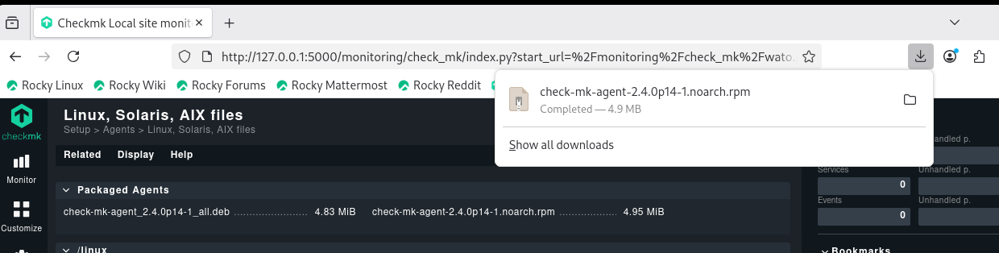 Checkmk Local site monit
http://127.0.0.1:5000/monitoring/check_mk/index.py?start_url=%2Fmonitoring%2Fcheck_mk%2Fwato.
Rocky Linux Rocky Wiki Rocky Forums Rocky Mattermost Rocky Reddit
check-mk-agent-2.4.0p14-1.noarch.rpm
Completed — 4.9 MB
Show all downloads
checkmk
Monitor
Customize
Linux, Solaris, AIX files
Setup > Agents > Linux, Solaris, AIX files
Related Display Help
Packaged Agents
check-mk-agent_2.4.0p14-1_all.deb ....................... 4.83 MiB check-mk-agent-2.4.0p14-1.noarch.rpm .................. 4.95 MiB
/linux
nhandled p.
Services Unhandled p.
0
Events Unhandled p.
0
Bookmarks